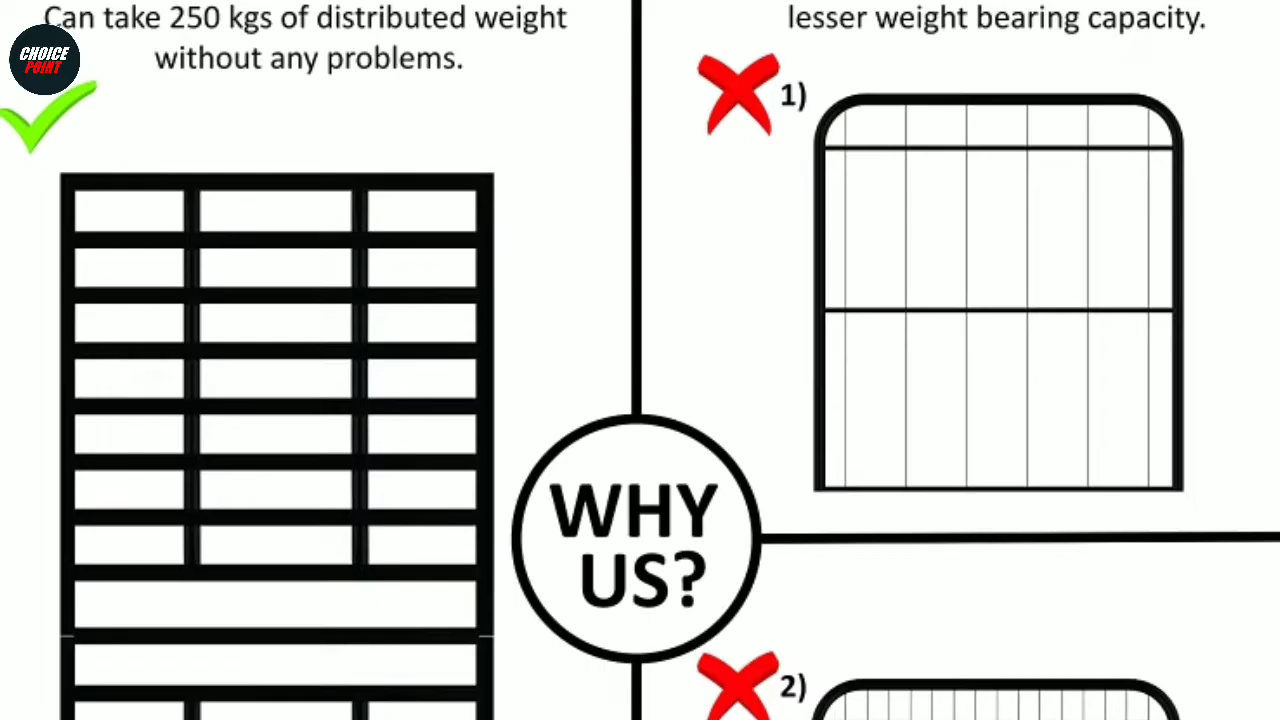 Can take 250 kgs of distributed weight
without any problems.
CHOICE
POINT
lesser weight bearing capacity.
1)
WHY
US?
2)